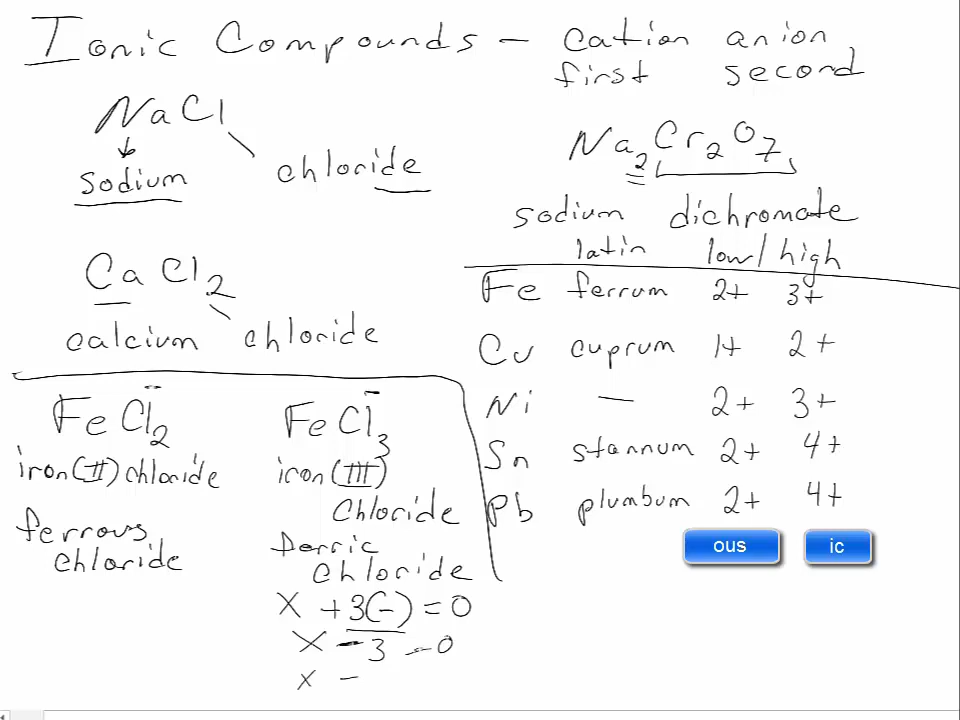 Ionic Compounds - cation anion
first second
NaCl
sodium chloride
CaCl2
calcium chloride
Na2Cr2O7
sodium dichromate
latin low/high
Fe ferrum 2+ 3+
Cu cuprum 1+ 2+
Ni — 2+ 3+
Sn stannum 2+ 4+
Pb plumbum 2+ 4+
ous ic
FeCl2⁻
iron(II)chloride
ferrous
chloride
FeCl3⁻
iron(III)
chloride
ferric
chloride
X + 3(-) = 0
X - 3 = 0
x =